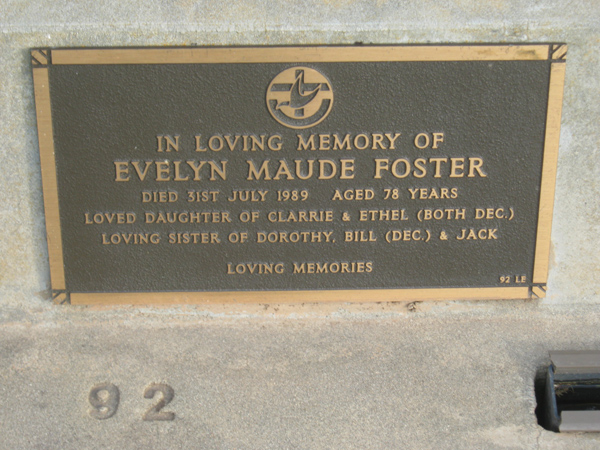 IN LOVING MEMORY OF
EVELYN MAUDE FOSTER
DIED 31ST JULY 1989 AGED 78 YEARS
LOVED DAUGHTER OF CLARRIE & ETHEL (BOTH DEC.)
LOVING SISTER OF DOROTHY, BILL (DEC.) & JACK
LOVING MEMORIES
92 LE
92